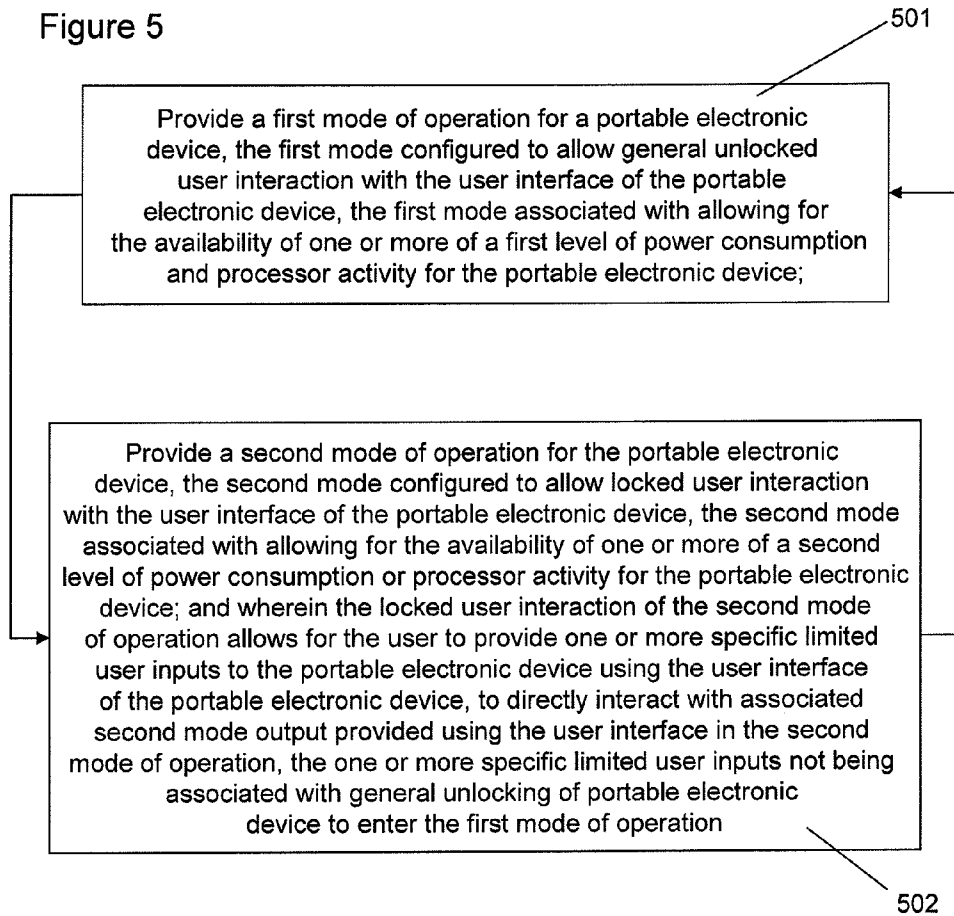 Figure 5
501
Provide a first mode of operation for a portable electronic
device, the first mode configured to allow general unlocked
user interaction with the user interface of the portable
electronic device, the first mode associated with allowing for
the availability of one or more of a first level of power consumption
and processor activity for the portable electronic device;
Provide a second mode of operation for the portable electronic
device, the second mode configured to allow locked user interaction
with the user interface of the portable electronic device, the second mode
associated with allowing for the availability of one or more of a second
level of power consumption or processor activity for the portable electronic
device; and wherein the locked user interaction of the second mode
of operation allows for the user to provide one or more specific limited
user inputs to the portable electronic device using the user interface
of the portable electronic device, to directly interact with associated
second mode output provided using the user interface in the second
mode of operation, the one or more specific limited user inputs not being
associated with general unlocking of portable electronic
device to enter the first mode of operation
502